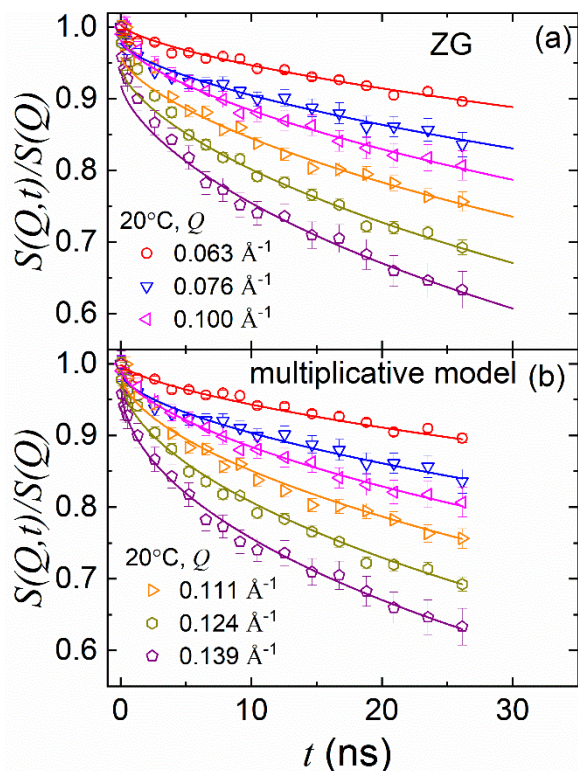 1.0
0.9
0.8
0.7
0.6
S(Q,t)/S(Q)
ZG
(a)
20°C, Q
0.063 Å⁻¹
0.076 Å⁻¹
0.100 Å⁻¹
1.0
0.9
0.8
0.7
0.6
S(Q,t)/S(Q)
multiplicative model
(b)
20°C, Q
0.111 Å⁻¹
0.124 Å⁻¹
0.139 Å⁻¹
0 10 20 30
t (ns)